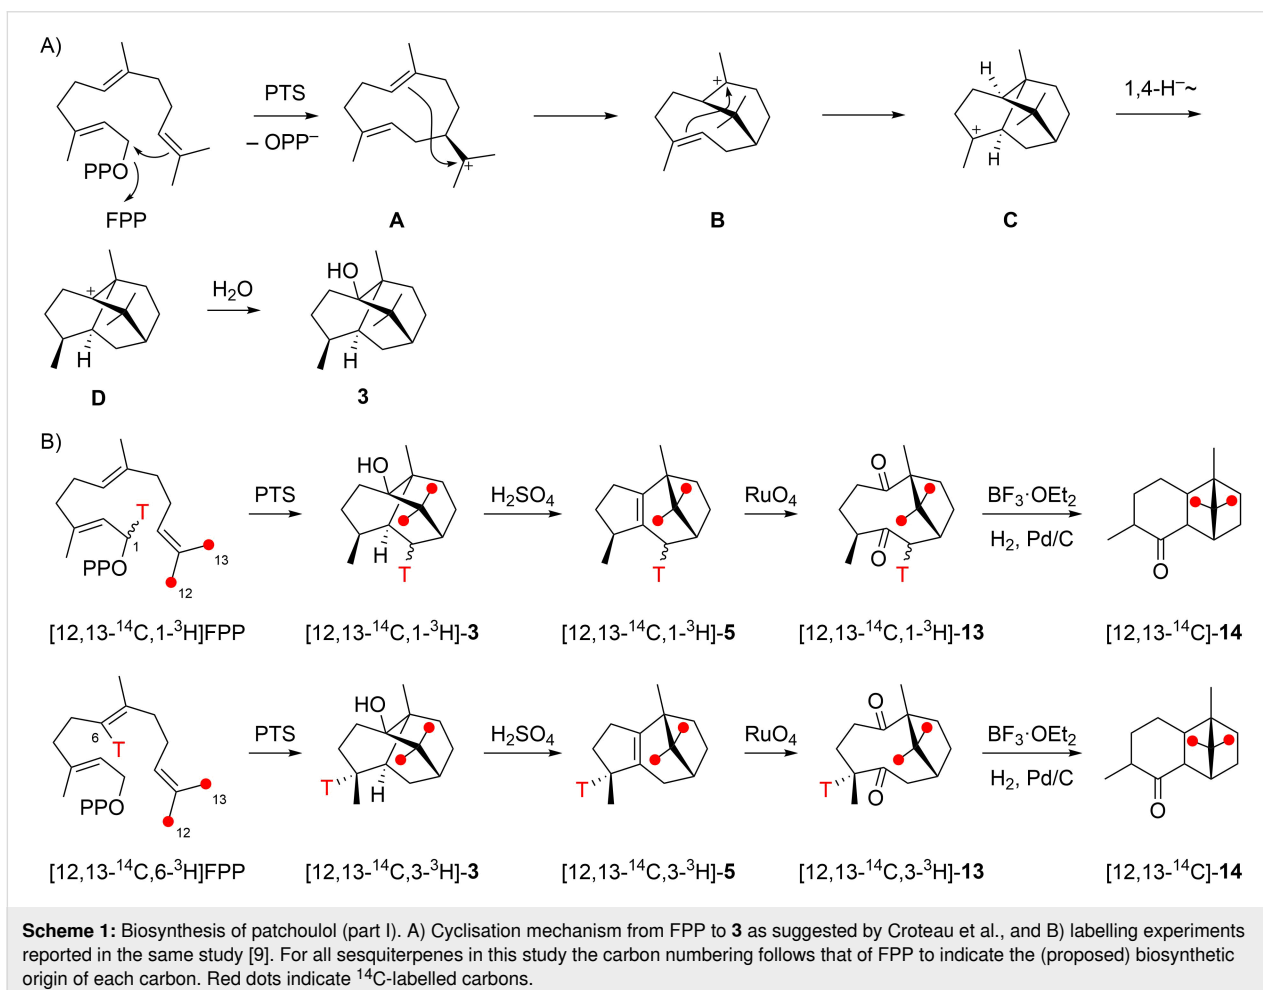 A)
PTS
– OPP⁻
PPO
FPP
+
A
+
B
H
+
H
C
1,4-H⁻~
+
H
D
H₂O
HO
H
3
B)
T
1
PPO
13
12
PTS
HO
H
T
H₂SO₄
T
RuO₄
O
O
T
BF₃·OEt₂
H₂, Pd/C
O
[12,13-¹⁴C,1-³H]FPP
[12,13-¹⁴C,1-³H]-3
[12,13-¹⁴C,1-³H]-5
[12,13-¹⁴C,1-³H]-13
[12,13-¹⁴C]-14
6
T
PPO
13
12
PTS
HO
T
H
H₂SO₄
T
RuO₄
O
T
O
BF₃·OEt₂
H₂, Pd/C
O
[12,13-¹⁴C,6-³H]FPP
[12,13-¹⁴C,3-³H]-3
[12,13-¹⁴C,3-³H]-5
[12,13-¹⁴C,3-³H]-13
[12,13-¹⁴C]-14
Scheme 1: Biosynthesis of patchoulol (part I). A) Cyclisation mechanism from FPP to 3 as suggested by Croteau et al., and B) labelling experiments
reported in the same study [9]. For all sesquiterpenes in this study the carbon numbering follows that of FPP to indicate the (proposed) biosynthetic
origin of each carbon. Red dots indicate ¹⁴C-labelled carbons.